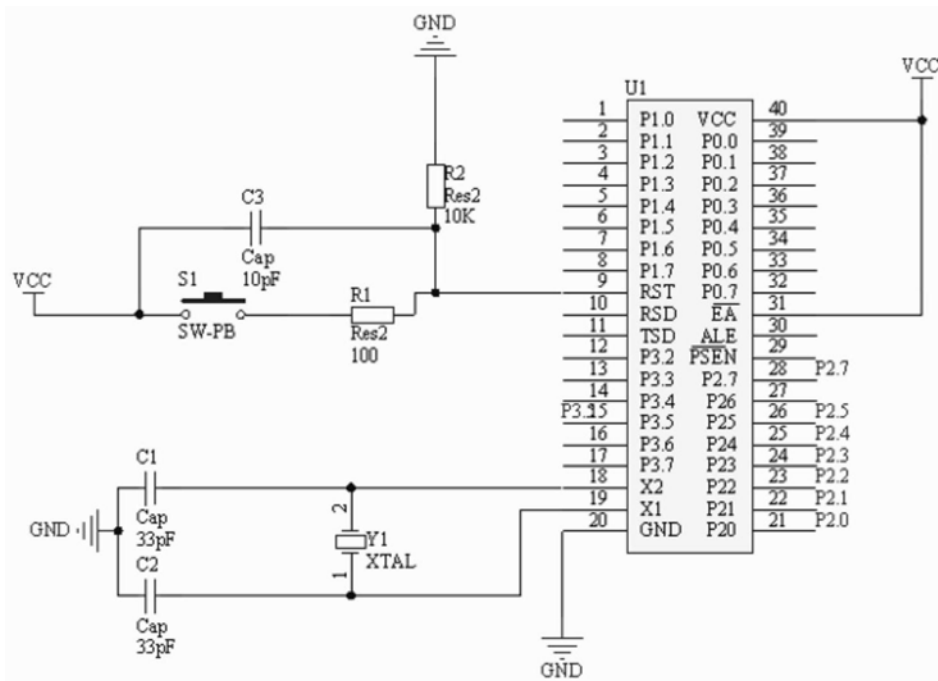 GND
VCC
U1
1 P1.0 VCC 40
2 P1.1 P0.0 39
3 P1.2 P0.1 38
4 P1.3 P0.2 37
5 P1.4 P0.3 36
6 P1.5 P0.4 35
7 P1.6 P0.5 34
8 P1.7 P0.6 33
9 RST P0.7 32
10 RSD EA 31
11 TSD ALE 30
12 P3.2 PSEN 29
13 P3.3 P2.7 28 P2.7
14 P3.4 P26 27
15 P3.5 P25 26 P2.5
16 P3.6 P24 25 P2.4
17 P3.7 P23 24 P2.3
18 X2 P22 23 P2.2
19 X1 P21 22 P2.1
20 GND P20 21 P2.0
R2
Res2
10K
C3
Cap
10pF
VCC
S1
SW-PB
R1
Res2
100
C1
Cap
33pF
GND
2
Y1
XTAL
1
C2
Cap
33pF
GND